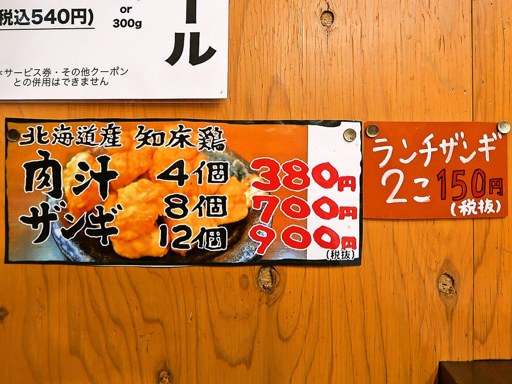 税込540円)
or
300g
ール
※サービス券・その他クーポン
との併用はできません
北海道産 知床鶏
肉汁
ザンギ
4個 380円
8個 700円
12個 900円
(税抜)
ランチザンギ
2コ 150円
(税抜)